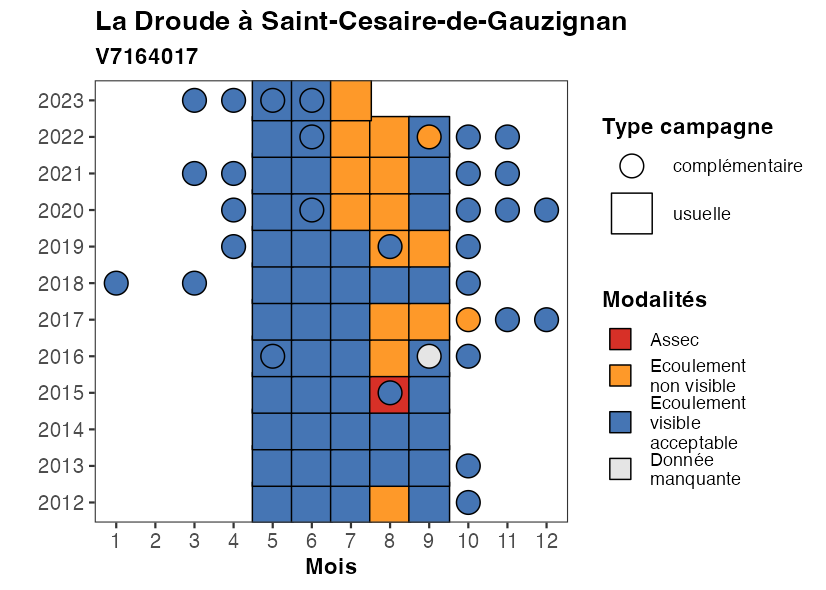 La Droude à Saint-Cesaire-de-Gauzignan
V7164017
2023
2022
2021
2020
2019
2018
2017
2016
2015
2014
2013
2012
1 2 3 4 5 6 7 8 9 10 11 12
Mois
Type campagne
complémentaire
usuelle
Modalités
Assec
Ecoulement
non visible
Ecoulement
visible
acceptable
Donnée
manquante